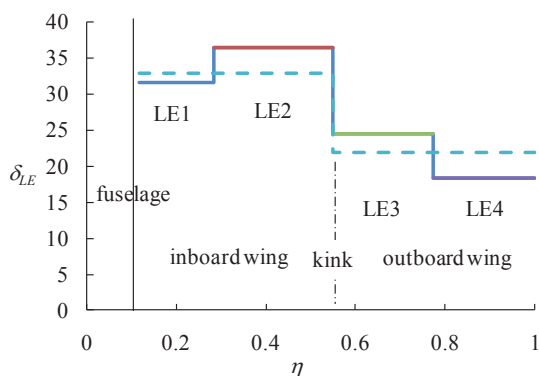 40
35
30
25
20
15
10
5
0
δLE
LE1
LE2
LE3
LE4
fuselage
inboard wing
kink
outboard wing
0 0.2 0.4 0.6 0.8 1
η